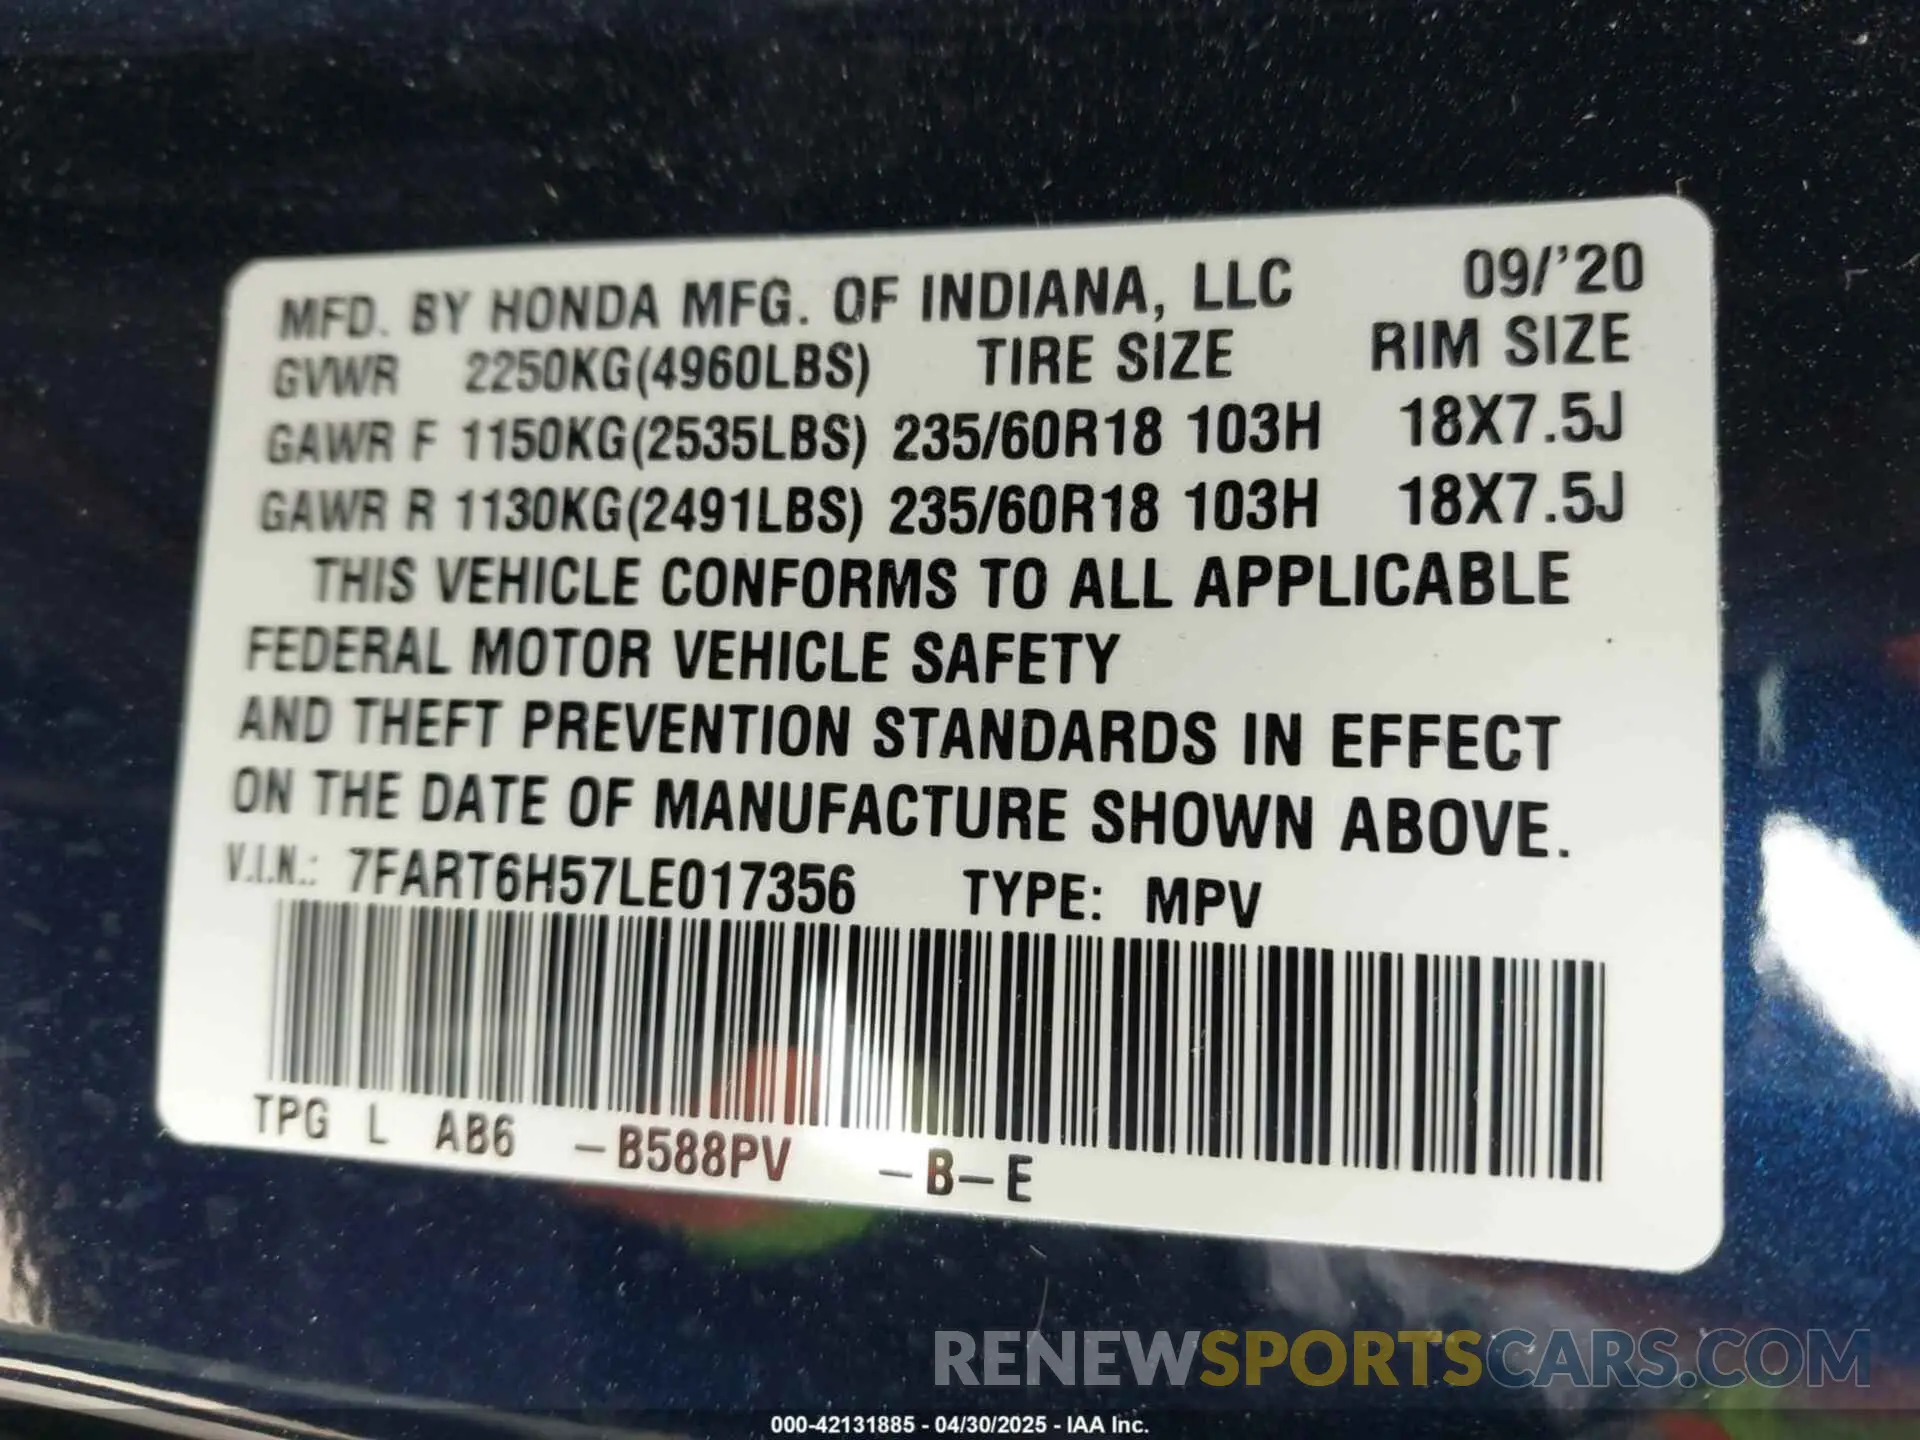 MFD. BY HONDA MFG. OF INDIANA, LLC 09/'20
GVWR 2250KG(4960LBS) TIRE SIZE RIM SIZE
GAWR F 1150KG(2535LBS) 235/60R18 103H 18X7.5J
GAWR R 1130KG(2491LBS) 235/60R18 103H 18X7.5J
THIS VEHICLE CONFORMS TO ALL APPLICABLE
FEDERAL MOTOR VEHICLE SAFETY
AND THEFT PREVENTION STANDARDS IN EFFECT
ON THE DATE OF MANUFACTURE SHOWN ABOVE.
V.I.N.: 7FART6H57LE017356 TYPE: MPV
TPG L AB6 -B588PV -B-E
RENEWSPORTSCARS.COM
000-42131885 - 04/30/2025 - IAA Inc.